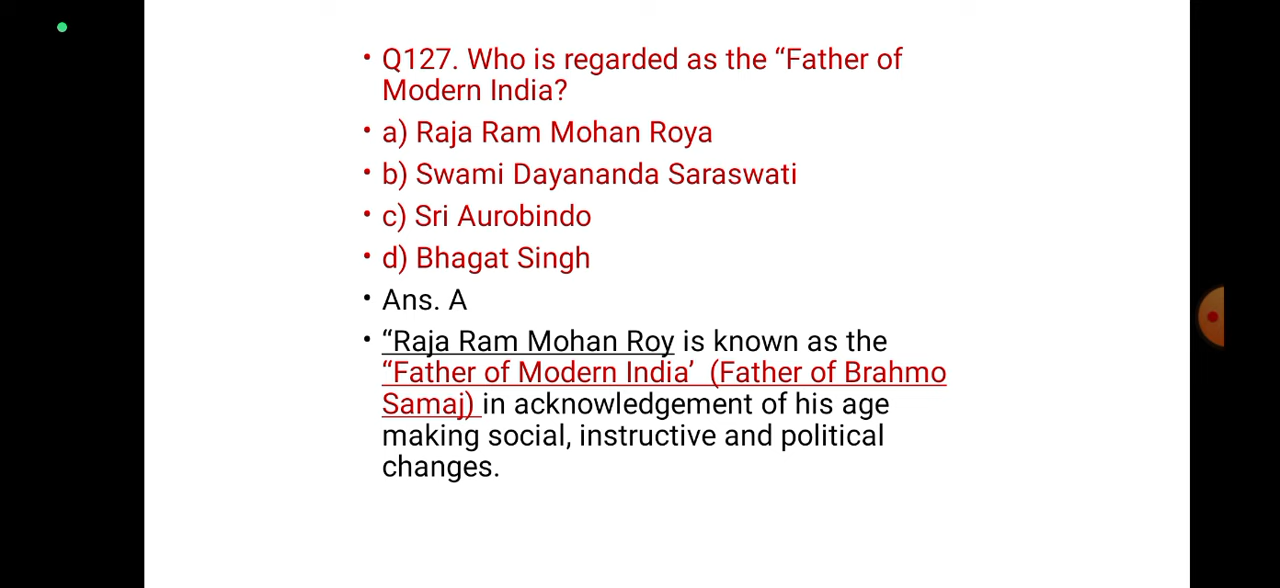 • Q127. Who is regarded as the “Father of
Modern India?
• a) Raja Ram Mohan Roya
• b) Swami Dayananda Saraswati
• c) Sri Aurobindo
• d) Bhagat Singh
• Ans. A
• “Raja Ram Mohan Roy is known as the
“Father of Modern India’ (Father of Brahmo
Samaj) in acknowledgement of his age
making social, instructive and political
changes.